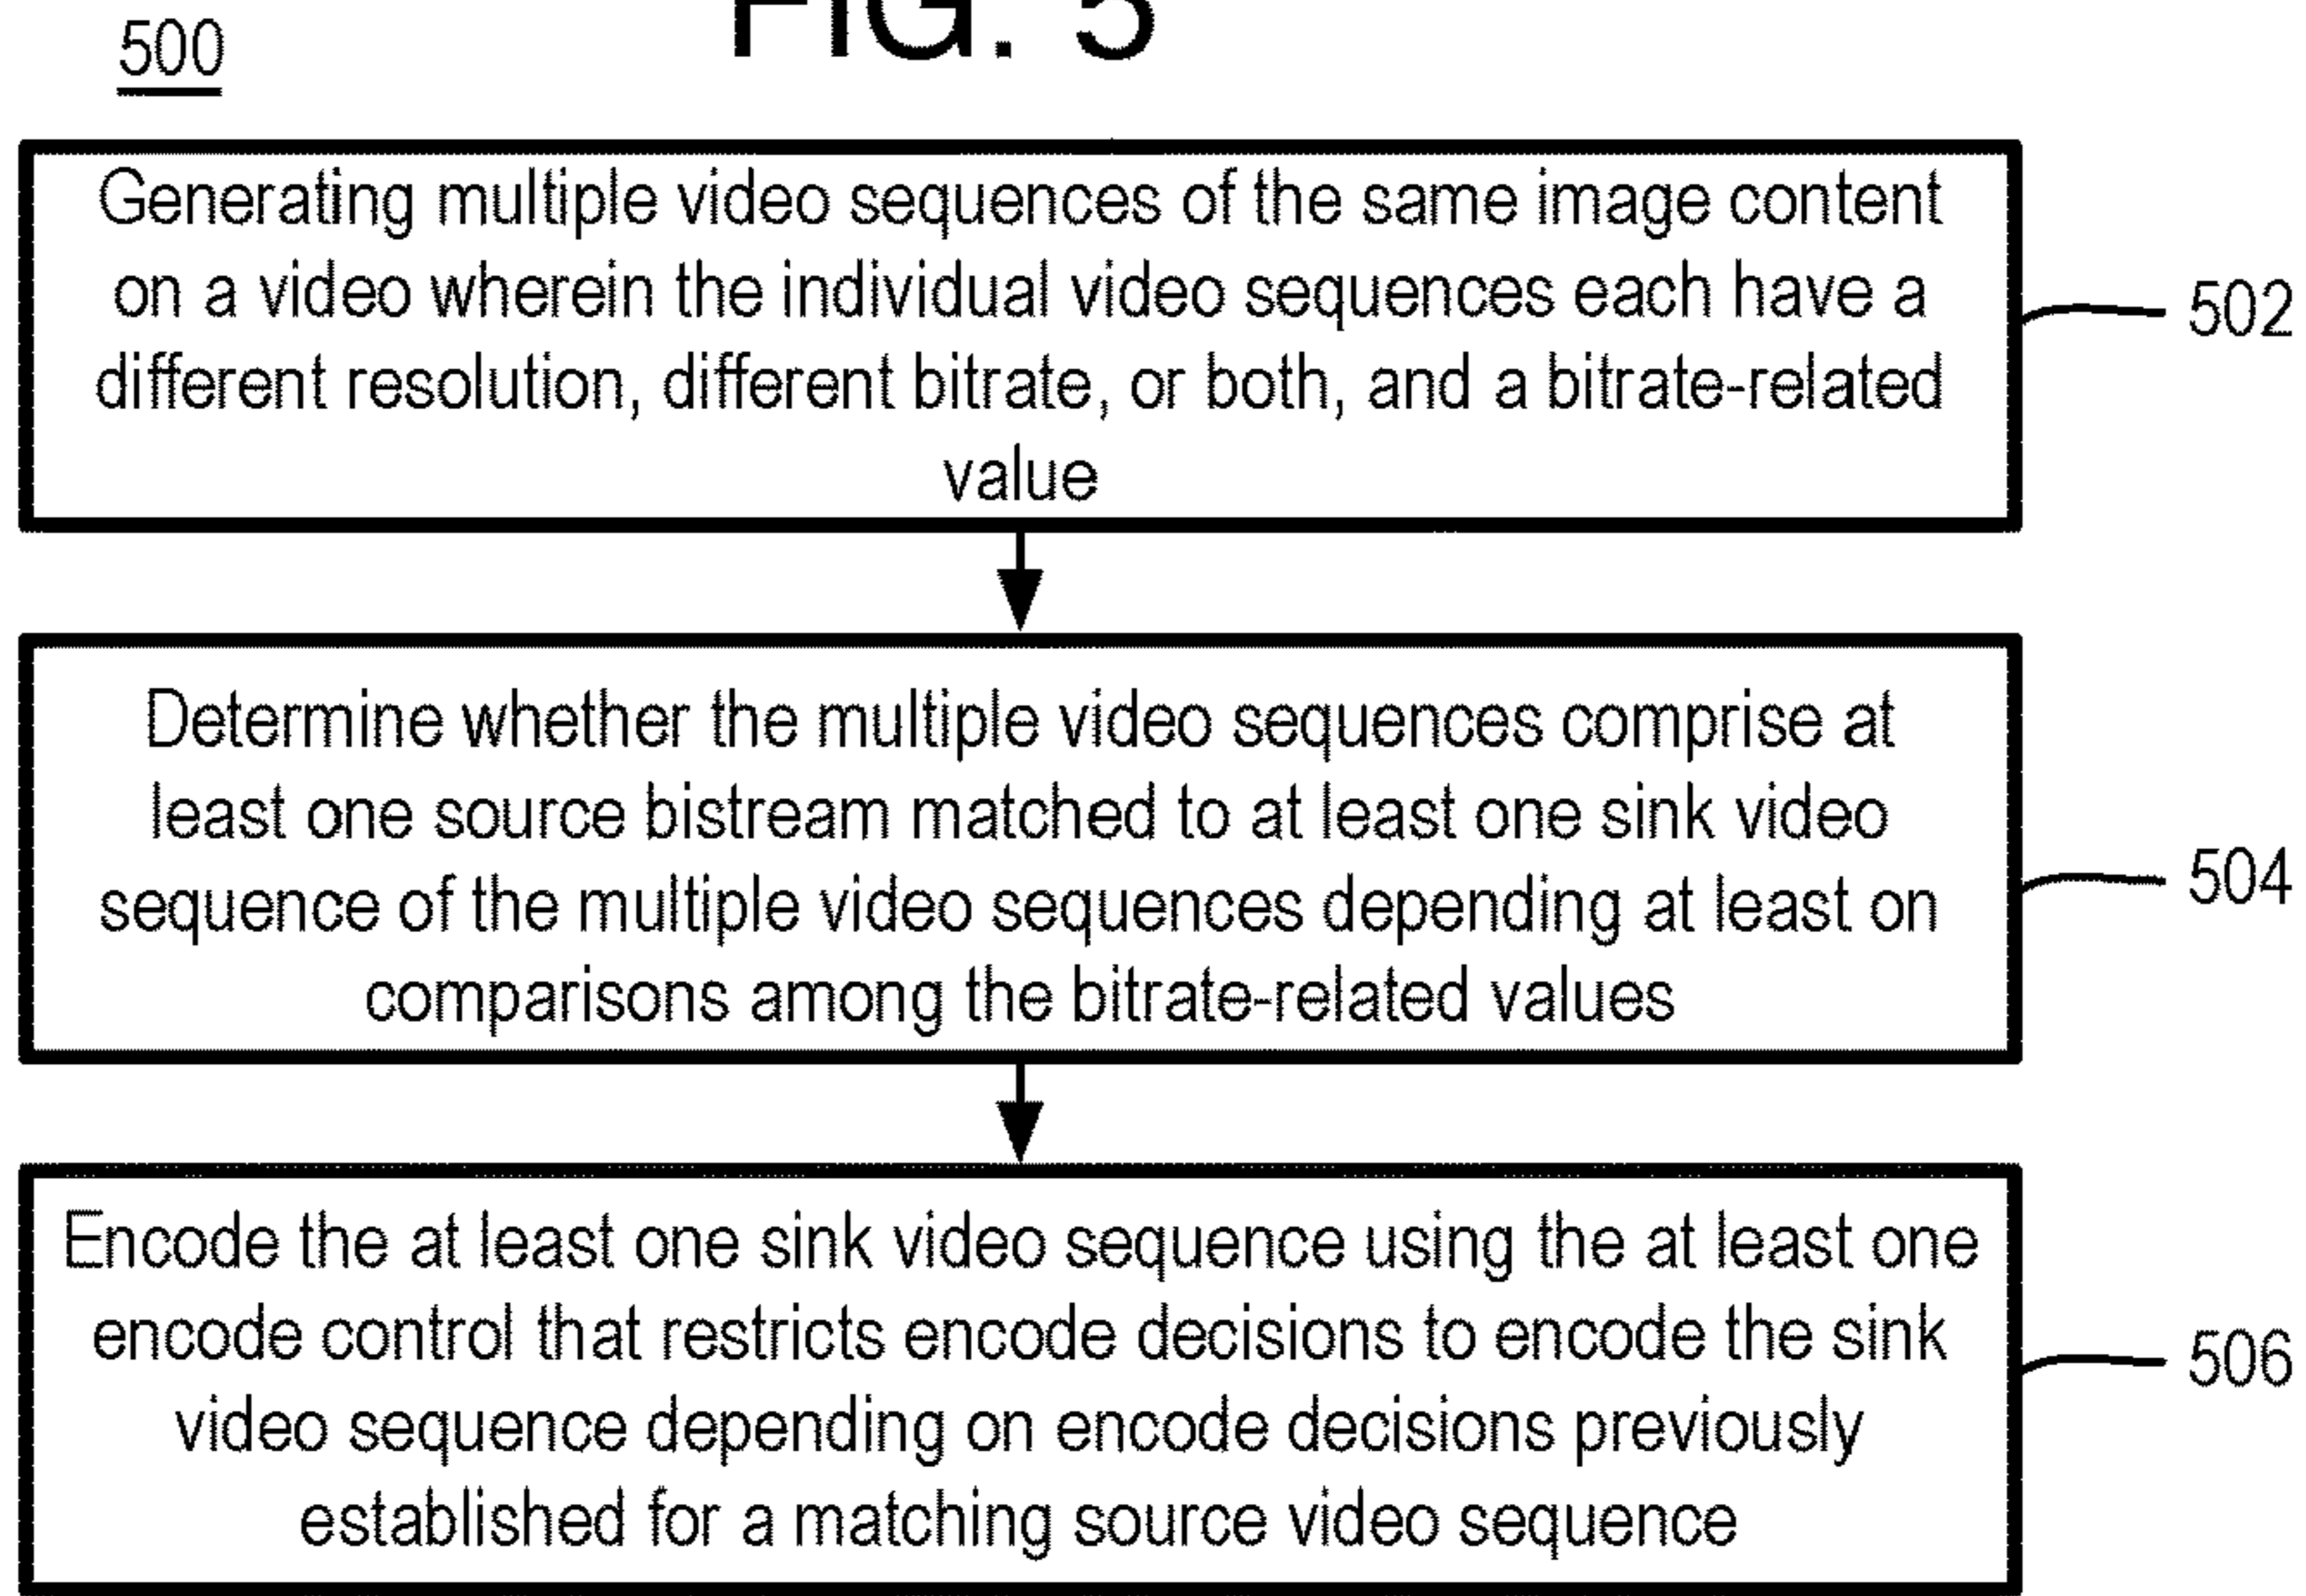 FIG. 5
500
Generating multiple video sequences of the same image content
on a video wherein the individual video sequences each have a
different resolution, different bitrate, or both, and a bitrate-related
value
502
Determine whether the multiple video sequences comprise at
least one source bistream matched to at least one sink video
sequence of the multiple video sequences depending at least on
comparisons among the bitrate-related values
504
Encode the at least one sink video sequence using the at least one
encode control that restricts encode decisions to encode the sink
video sequence depending on encode decisions previously
established for a matching source video sequence
506